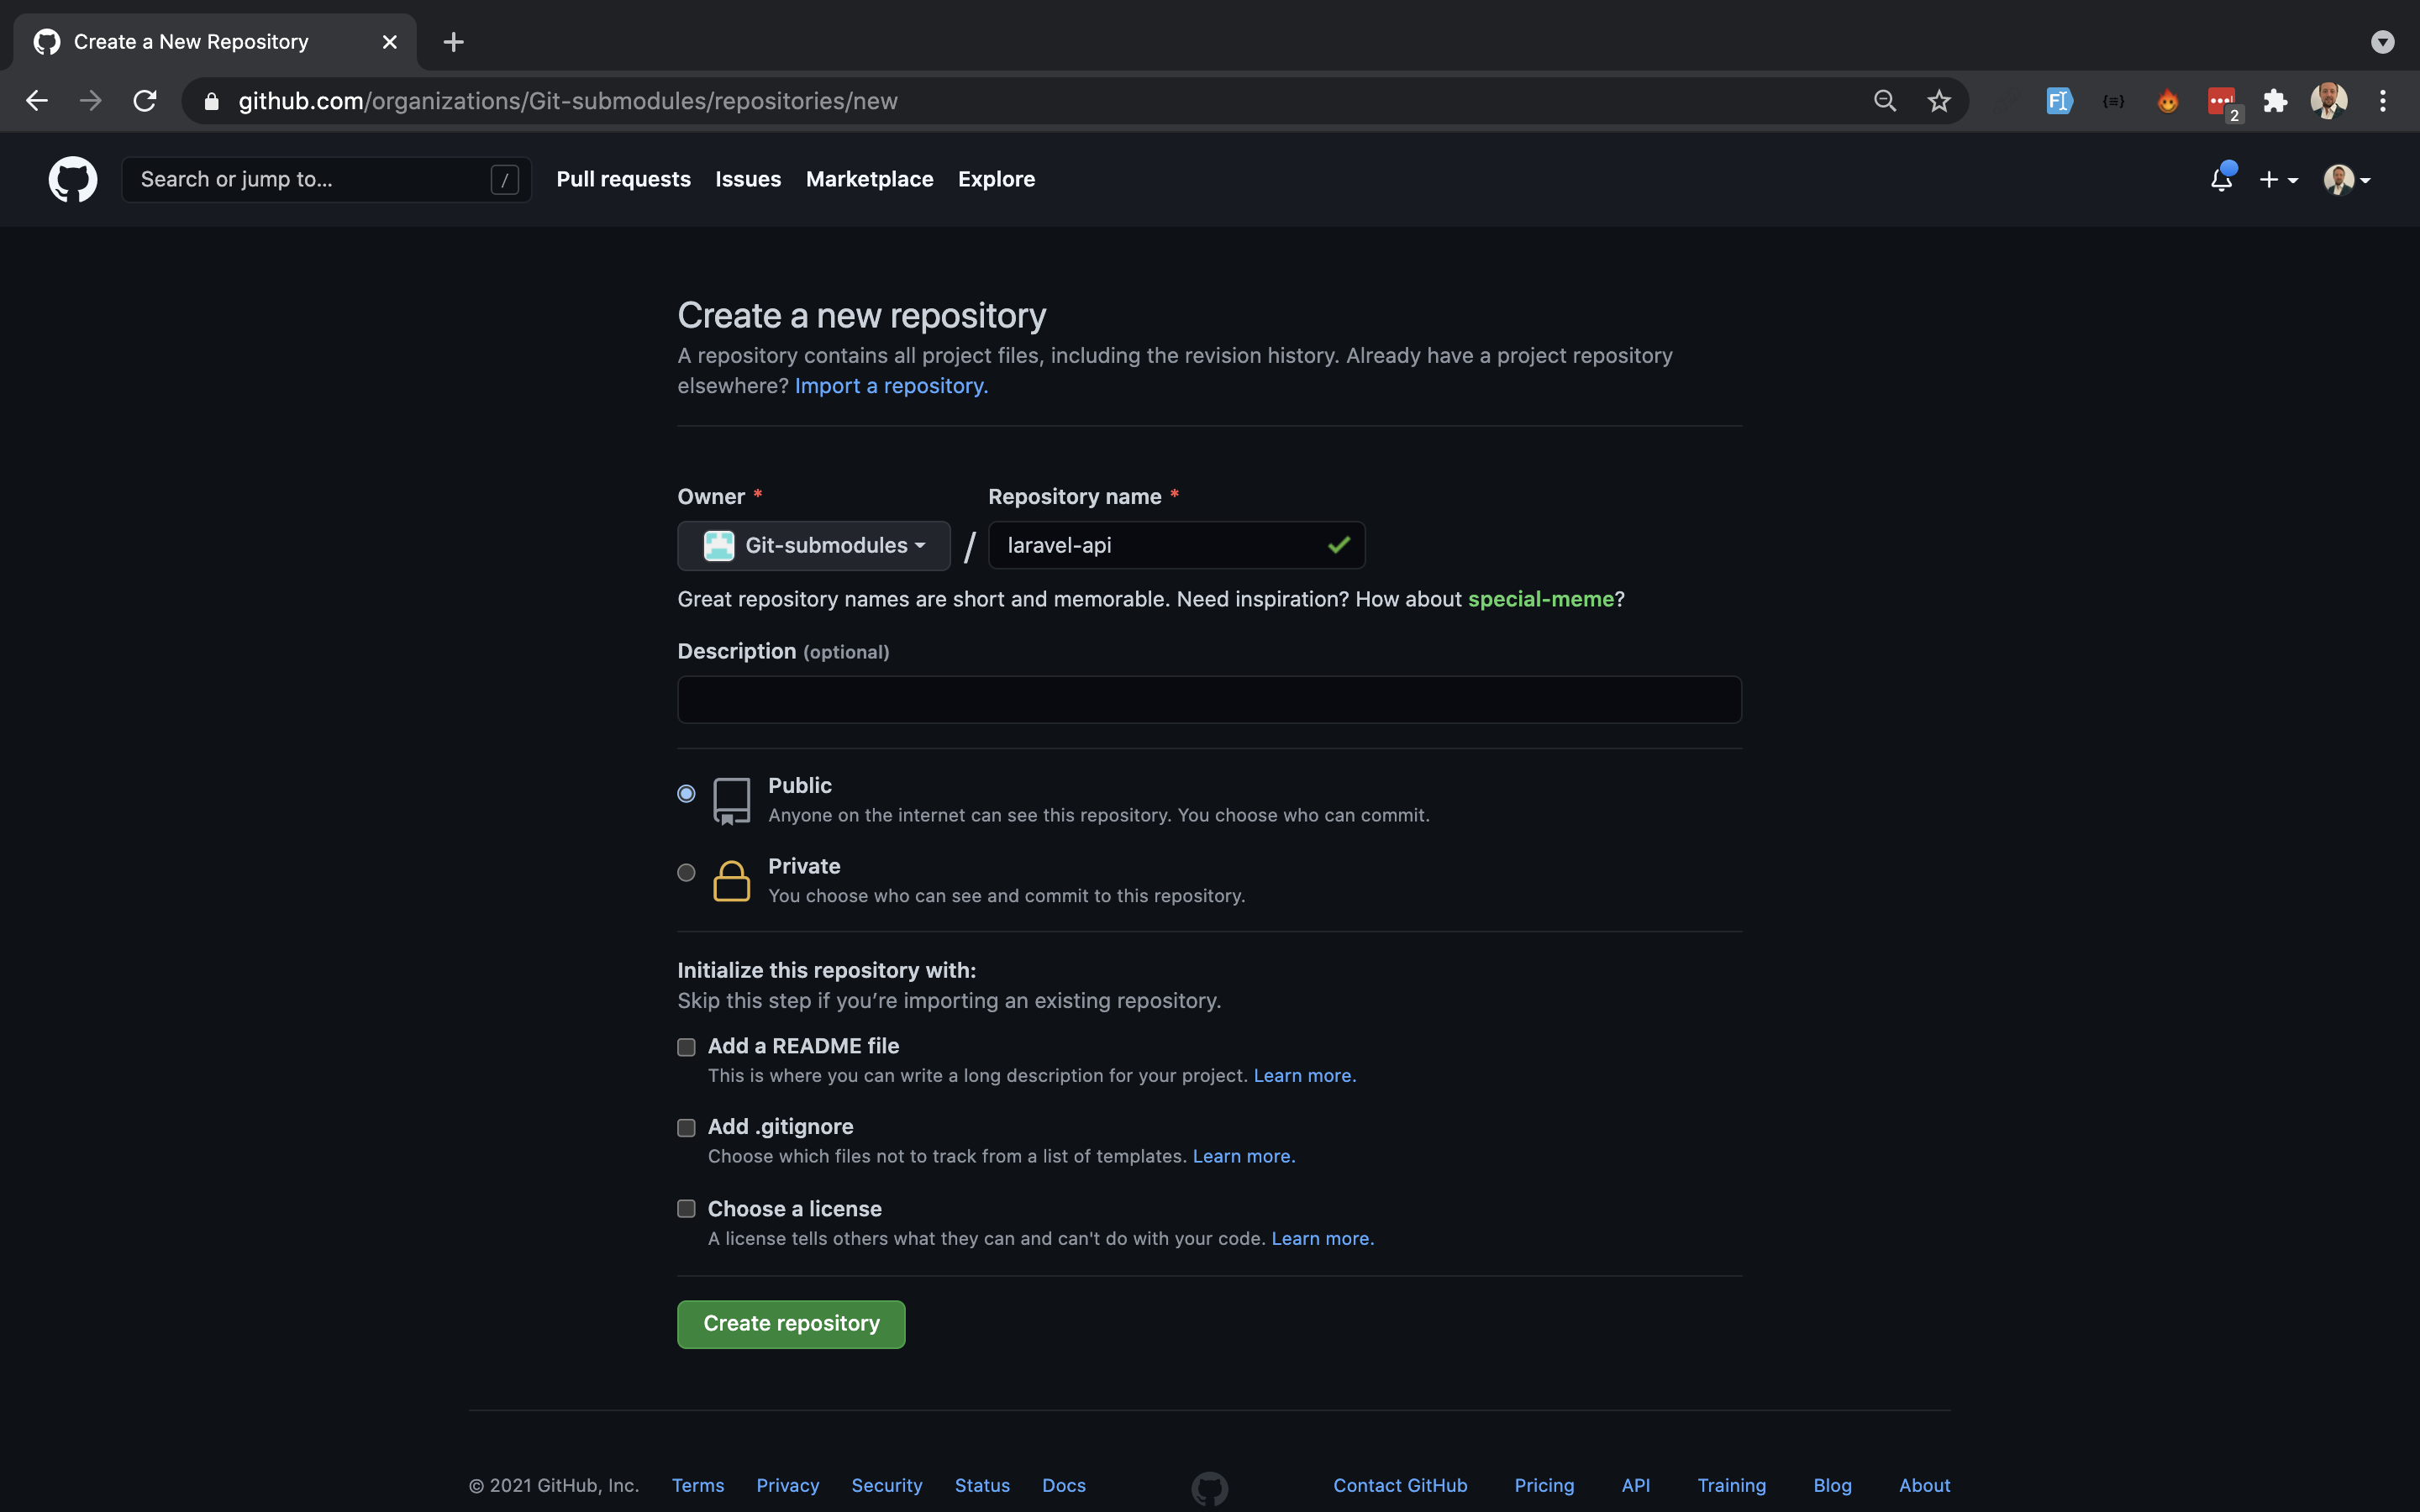 Create a New Repository
github.com/organizations/Git-submodules/repositories/new
2
Search or jump to...
/
Pull requests
Issues
Marketplace
Explore
Create a new repository
A repository contains all project files, including the revision history. Already have a project repository
elsewhere? Import a repository.
Owner *
Repository name *
Git-submodules
/
laravel-api
Great repository names are short and memorable. Need inspiration? How about special-meme?
Description (optional)
Public
Anyone on the internet can see this repository. You choose who can commit.
Private
You choose who can see and commit to this repository.
Initialize this repository with:
Skip this step if you’re importing an existing repository.
Add a README file
This is where you can write a long description for your project. Learn more.
Add .gitignore
Choose which files not to track from a list of templates. Learn more.
Choose a license
A license tells others what they can and can't do with your code. Learn more.
Create repository
© 2021 GitHub, Inc.
Terms
Privacy
Security
Status
Docs
Contact GitHub
Pricing
API
Training
Blog
About